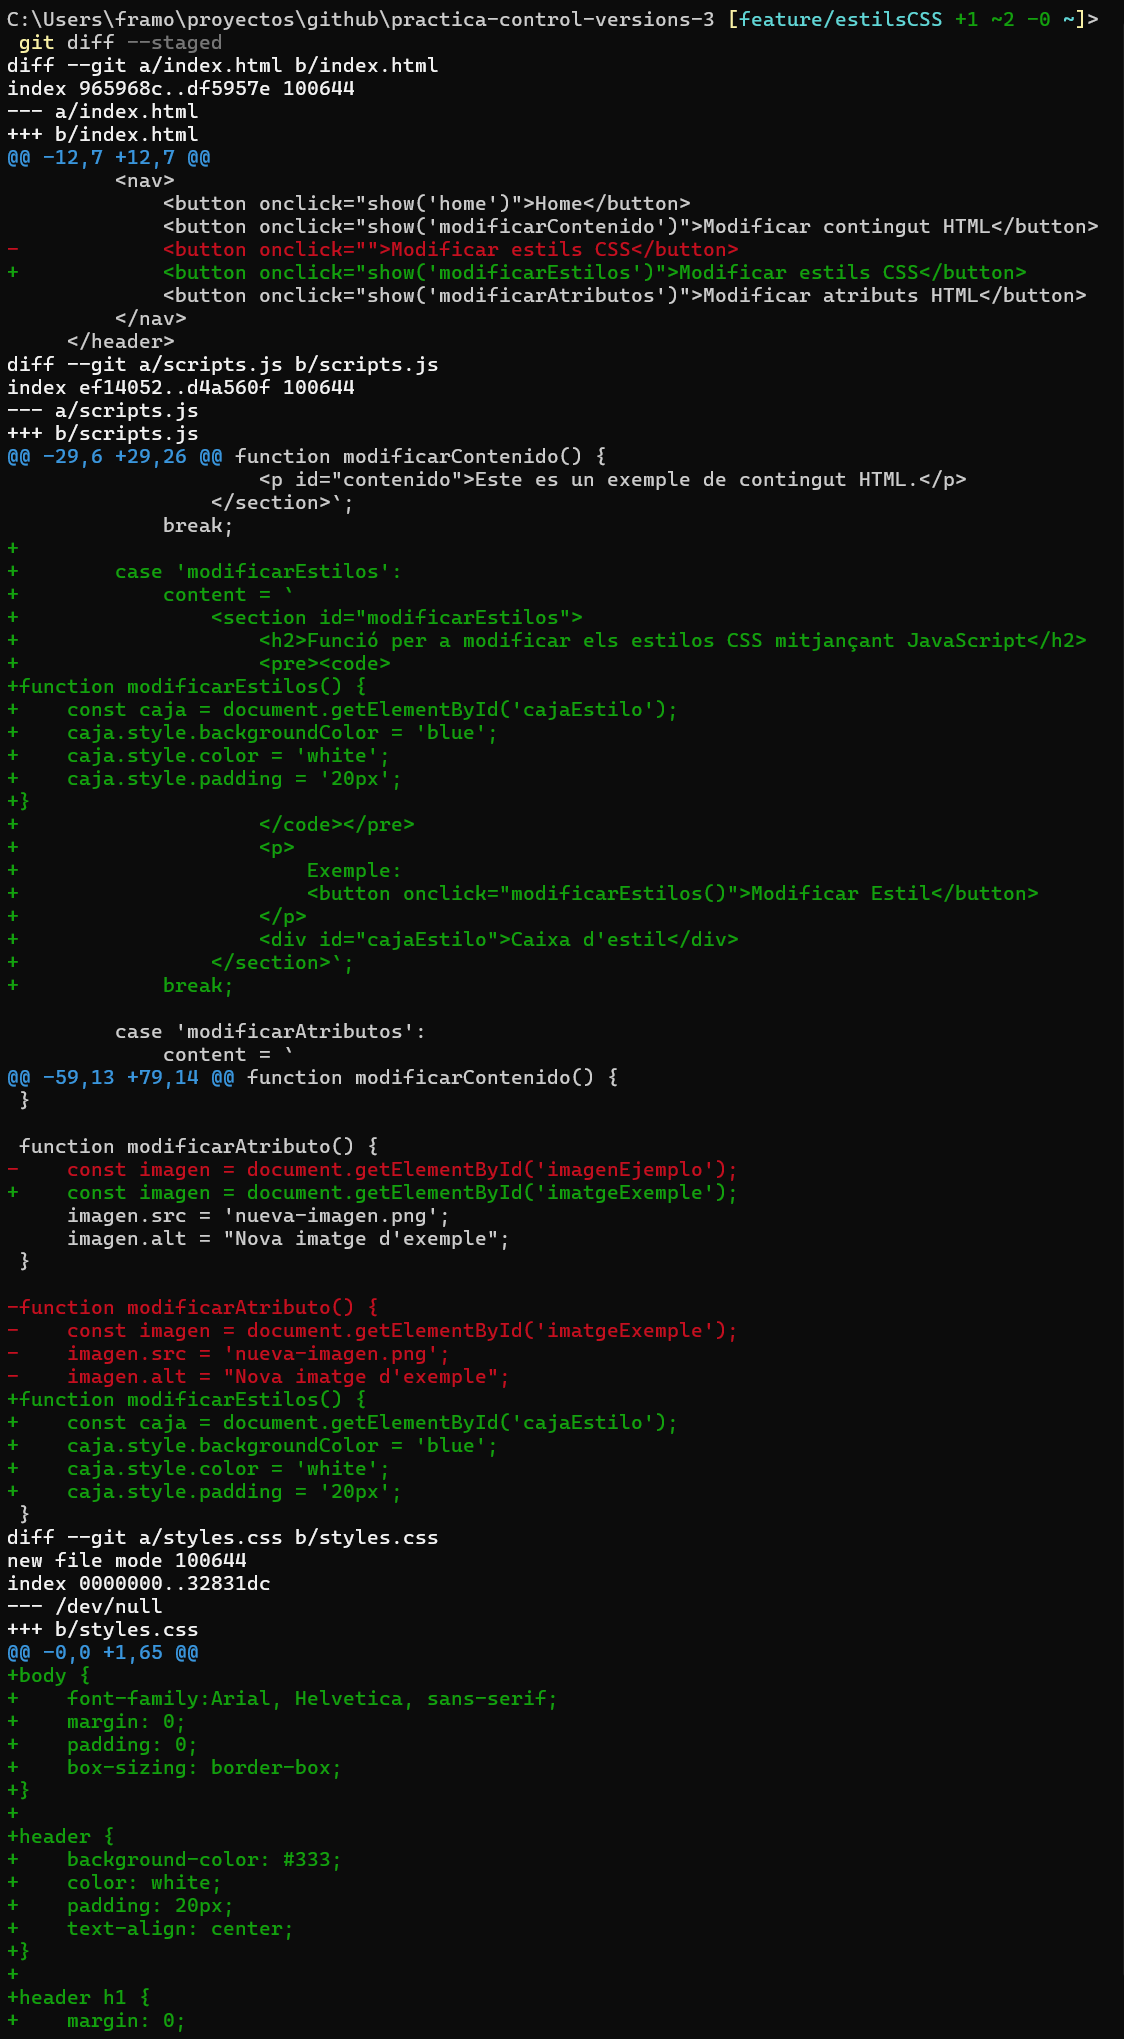 C:\Users\framo\proyectos\github\practica-control-versions-3 [feature/estilsCSS +1 ~2 -0 ~]>
 git diff --staged
diff --git a/index.html b/index.html
index 965968c..df5957e 100644
--- a/index.html
+++ b/index.html
@@ -12,7 +12,7 @@
         <nav>
             <button onclick="show('home')">Home</button>
             <button onclick="show('modificarContenido')">Modificar contingut HTML</button>
-            <button onclick="">Modificar estils CSS</button>
+            <button onclick="show('modificarEstilos')">Modificar estils CSS</button>
             <button onclick="show('modificarAtributos')">Modificar atributs HTML</button>
         </nav>
     </header>
diff --git a/scripts.js b/scripts.js
index ef14052..d4a560f 100644
--- a/scripts.js
+++ b/scripts.js
@@ -29,6 +29,26 @@ function modificarContenido() {
                     <p id="contenido">Este es un exemple de contingut HTML.</p>
                 </section>`;
             break;
+
+        case 'modificarEstilos':
+            content = `
+                <section id="modificarEstilos">
+                    <h2>Funció per a modificar els estilos CSS mitjançant JavaScript</h2>
+                    <pre><code>
+function modificarEstilos() {
+    const caja = document.getElementById('cajaEstilo');
+    caja.style.backgroundColor = 'blue';
+    caja.style.color = 'white';
+    caja.style.padding = '20px';
+}
+                    </code></pre>
+                    <p>
+                        Exemple:
+                        <button onclick="modificarEstilos()">Modificar Estil</button>
+                    </p>
+                    <div id="cajaEstilo">Caixa d'estil</div>
+                </section>`;
+            break;

         case 'modificarAtributos':
             content = `
@@ -59,13 +79,14 @@ function modificarContenido() {
 }

 function modificarAtributo() {
-    const imagen = document.getElementById('imagenEjemplo');
+    const imagen = document.getElementById('imatgeExemple');
     imagen.src = 'nueva-imagen.png';
     imagen.alt = "Nova imatge d'exemple";
 }

-function modificarAtributo() {
-    const imagen = document.getElementById('imatgeExemple');
-    imagen.src = 'nueva-imagen.png';
-    imagen.alt = "Nova imatge d'exemple";
+function modificarEstilos() {
+    const caja = document.getElementById('cajaEstilo');
+    caja.style.backgroundColor = 'blue';
+    caja.style.color = 'white';
+    caja.style.padding = '20px';
 }
diff --git a/styles.css b/styles.css
new file mode 100644
index 0000000..32831dc
--- /dev/null
+++ b/styles.css
@@ -0,0 +1,65 @@
+body {
+    font-family:Arial, Helvetica, sans-serif;
+    margin: 0;
+    padding: 0;
+    box-sizing: border-box;
+}
+
+header {
+    background-color: #333;
+    color: white;
+    padding: 20px;
+    text-align: center;
+}
+
+header h1 {
+    margin: 0;